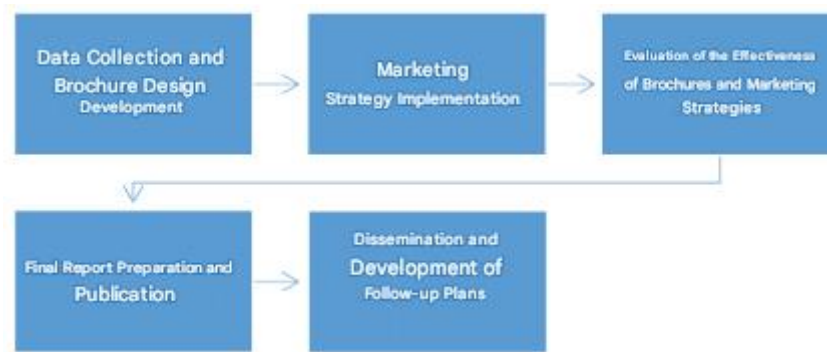 Data Collection and
Brochure Design
Development
Marketing
Strategy Implementation
Evaluation of the Effectiveness
of Brochures and Marketing
Strategies
Final Report Preparation and
Publication
Dissemination and
Development of
Follow-up Plans